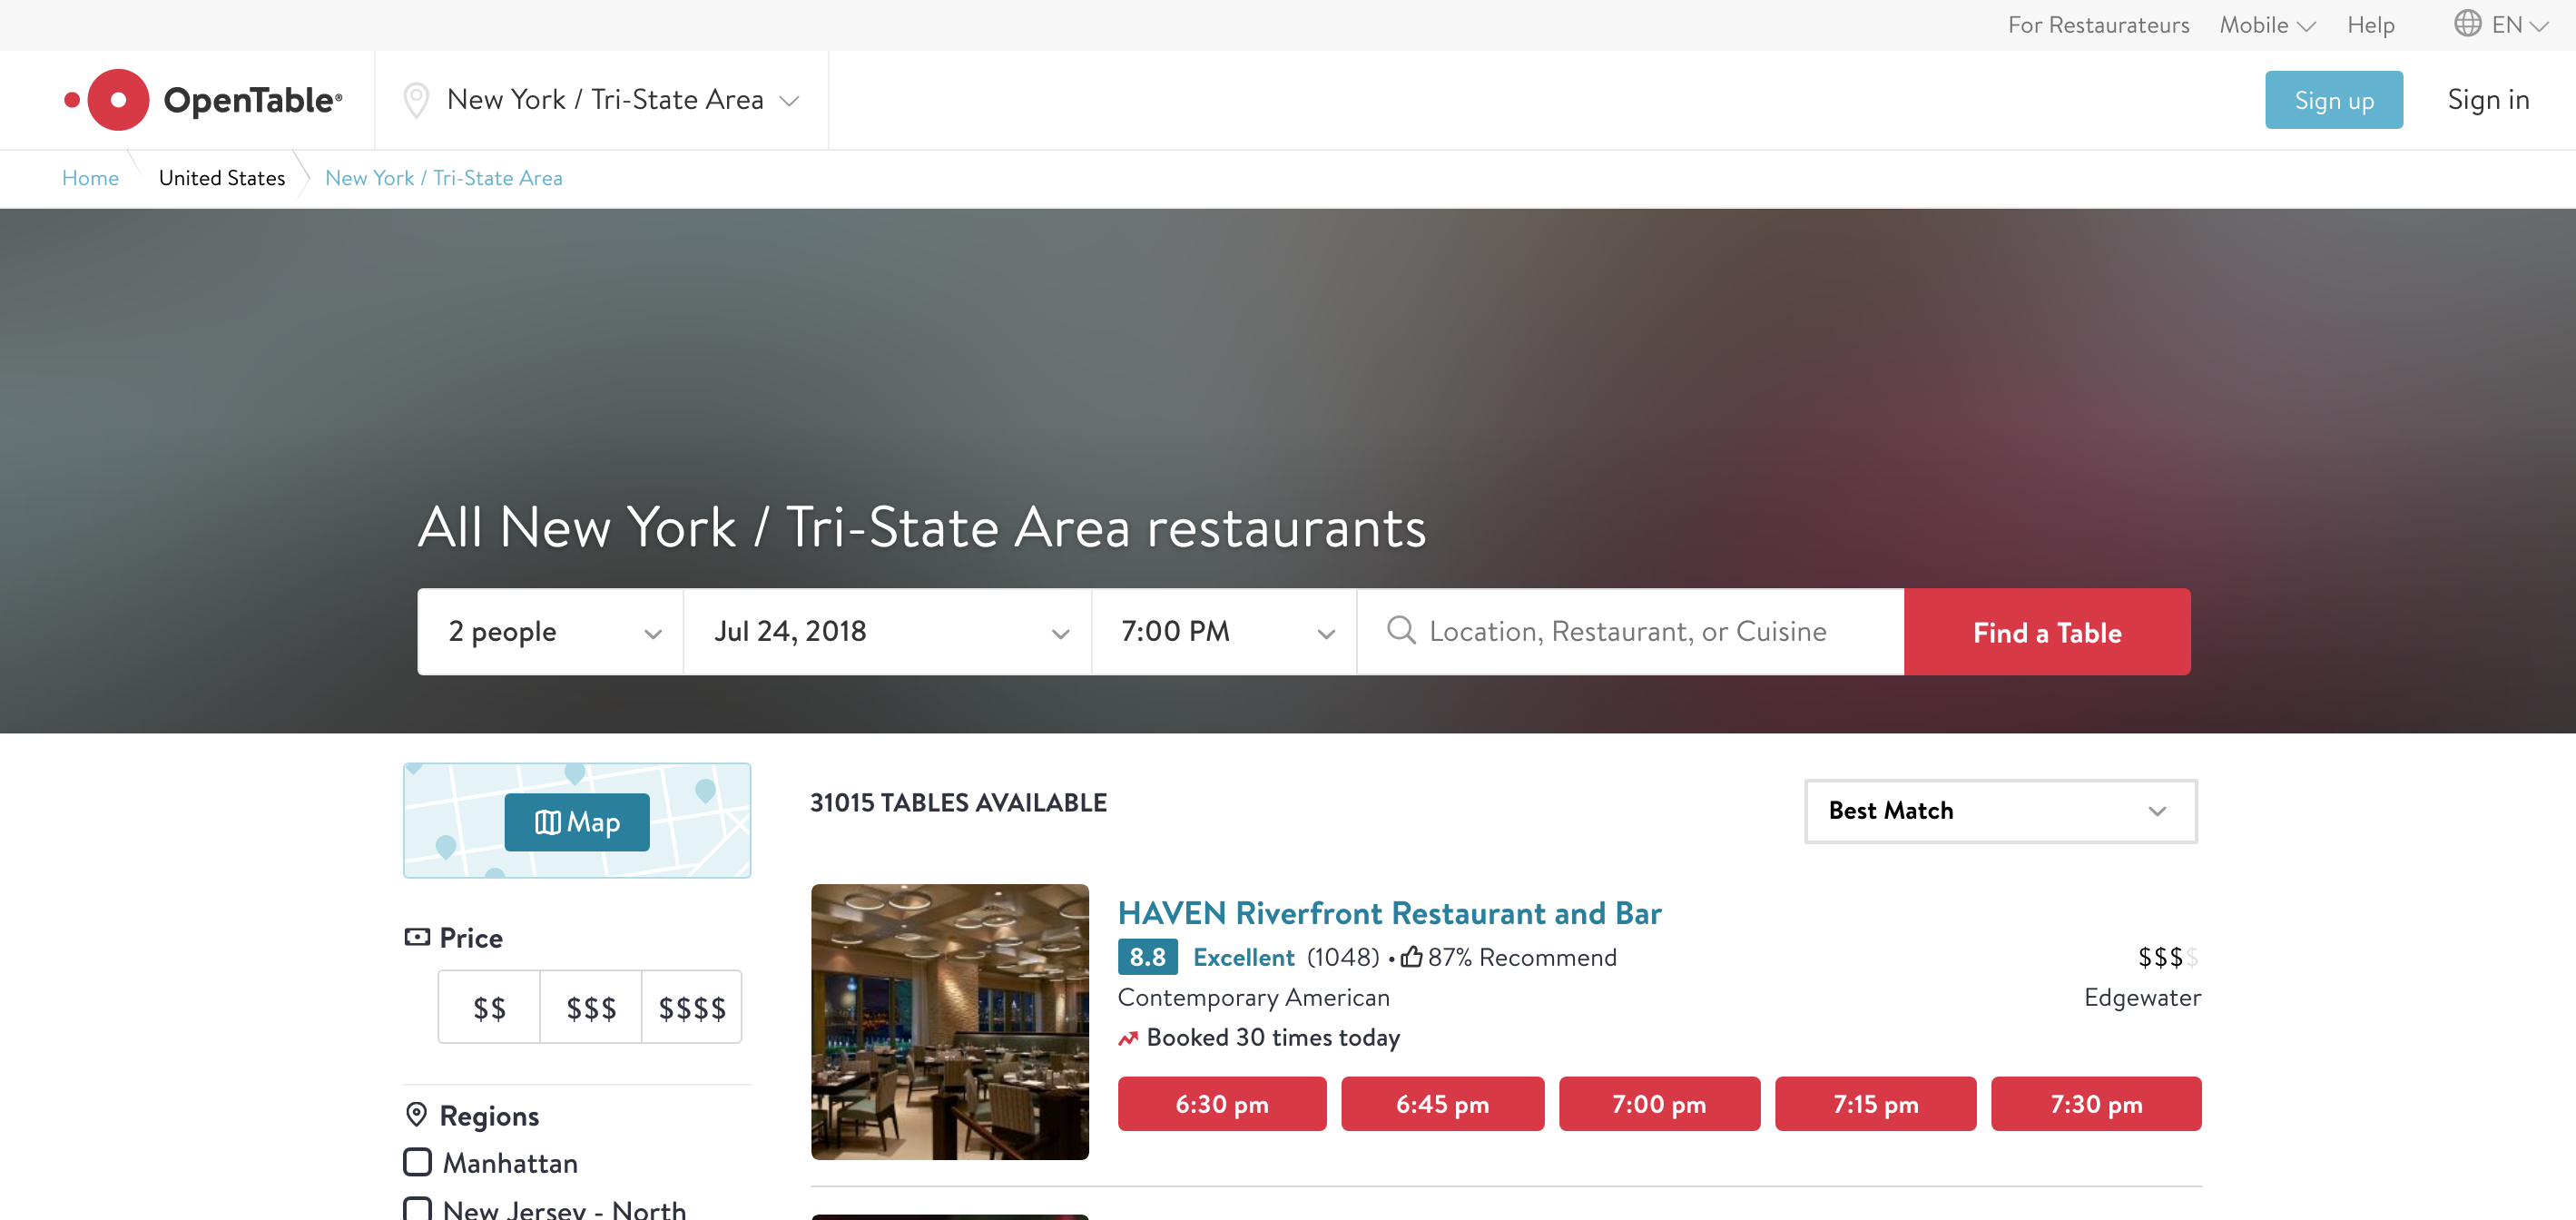 For Restaurateurs Mobile Help EN
OpenTable® New York / Tri-State Area Sign up Sign in
Home United States New York / Tri-State Area
All New York / Tri-State Area restaurants
2 people Jul 24, 2018 7:00 PM Location, Restaurant, or Cuisine Find a Table
Map
31015 TABLES AVAILABLE
Best Match
Price
$$ $$$ $$$$
Regions
Manhattan
New Jersey - North
HAVEN Riverfront Restaurant and Bar
8.8 Excellent (1048) • 87% Recommend $$$$
Contemporary American Edgewater
Booked 30 times today
6:30 pm 6:45 pm 7:00 pm 7:15 pm 7:30 pm